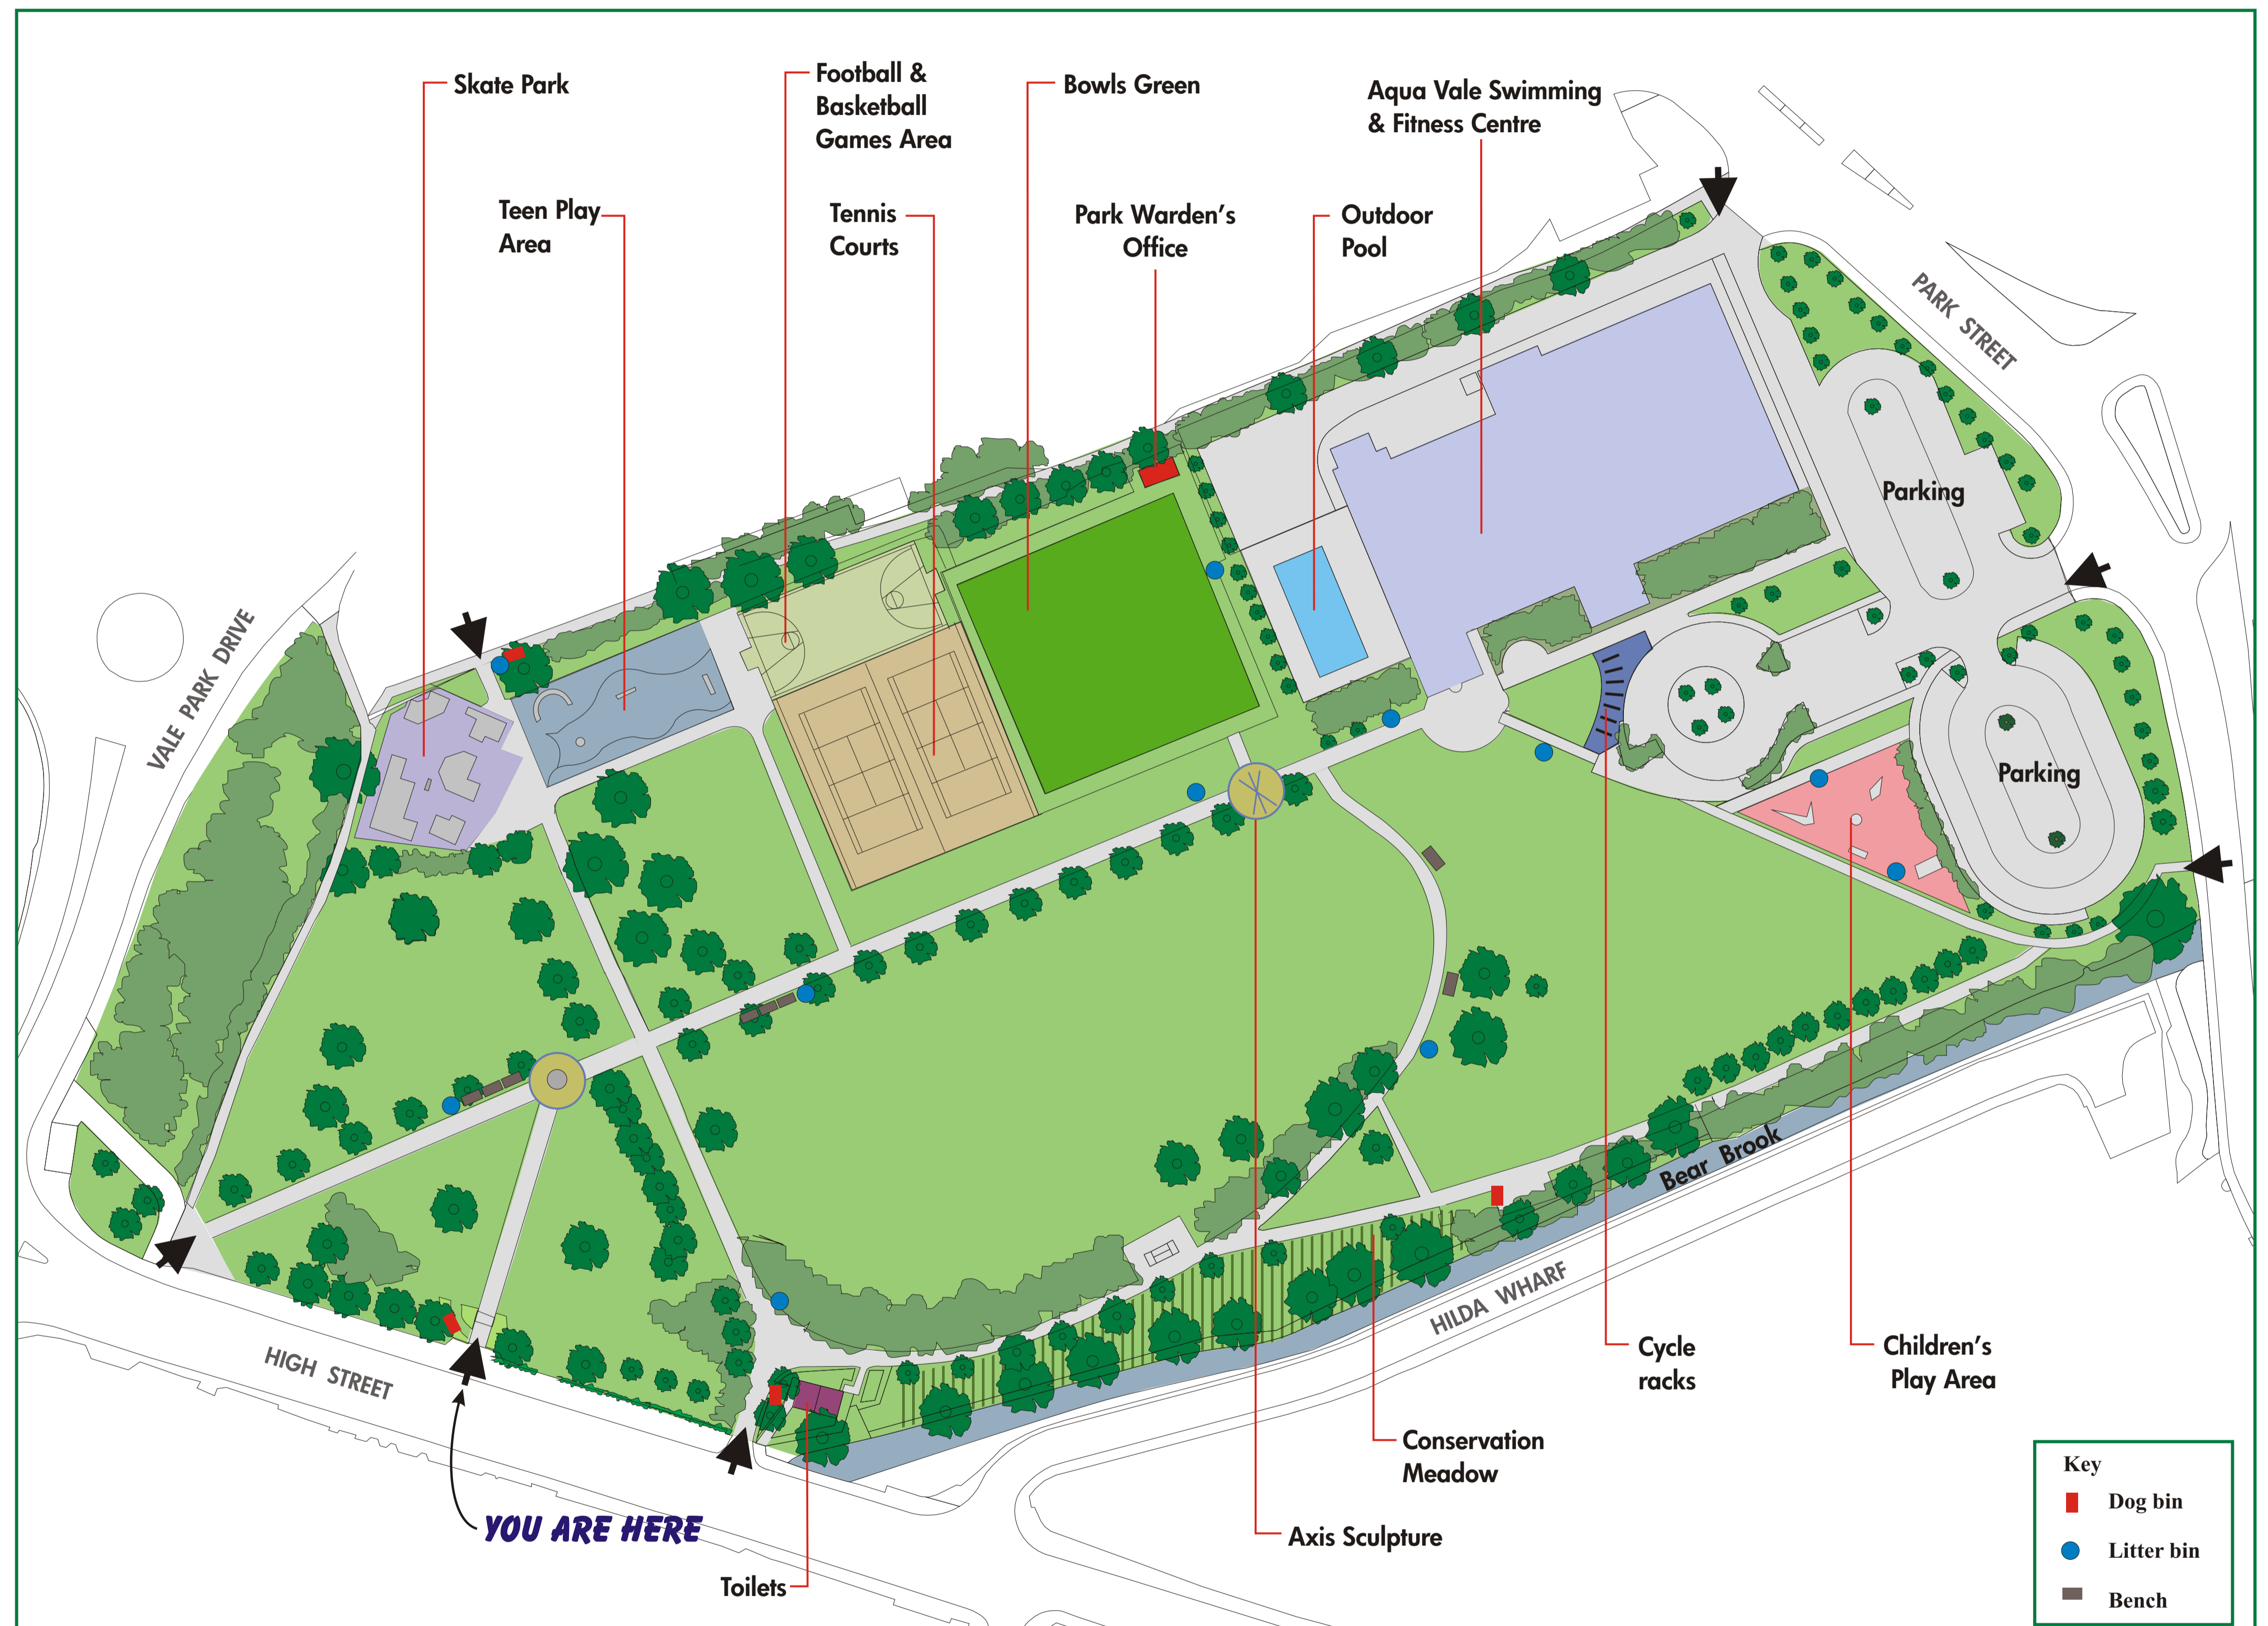 Skate Park
Football &
Basketball
Games Area
Bowls Green
Aqua Vale Swimming
& Fitness Centre
Teen Play
Area
Tennis
Courts
Park Warden's
Office
Outdoor
Pool
PARK STREET
Parking
VALE PARK DRIVE
Parking
Bear Brook
HILDA WHARF
HIGH STREET
Cycle
racks
Children's
Play Area
Conservation
Meadow
YOU ARE HERE
Axis Sculpture
Toilets
Key
Dog bin
Litter bin
Bench